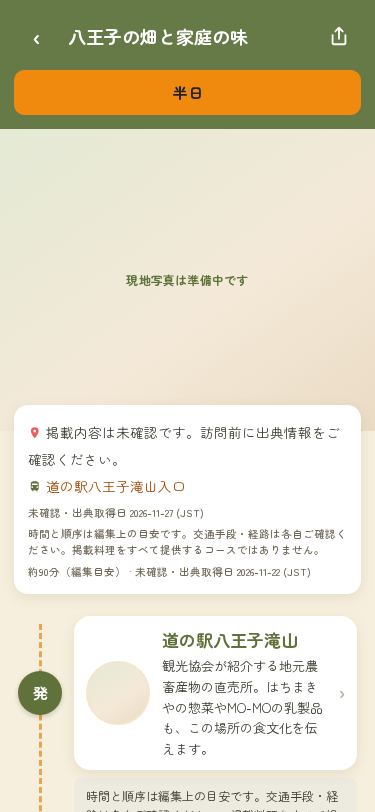 八王子の畑と家庭の味
半日
現地写真は準備中です
掲載内容は未確認です。訪問前に出典情報をご
確認ください。
道の駅八王子滝山入口
未確認・出典取得日 2026-11-27 (JST)
時間と順序は編集上の目安です。交通手段・経路は各自ご確認く
ださい。掲載料理をすべて提供するコースではありません。
約90分（編集目安） · 未確認・出典取得日 2026-11-22 (JST)
発
道の駅八王子滝山
観光協会が紹介する地元農
畜産物の直売所。はちまき
やの惣菜やMO-MOの乳製品
も、この場所の食文化を伝
えます。
時間と順序は編集上の目安です。交通手段・経